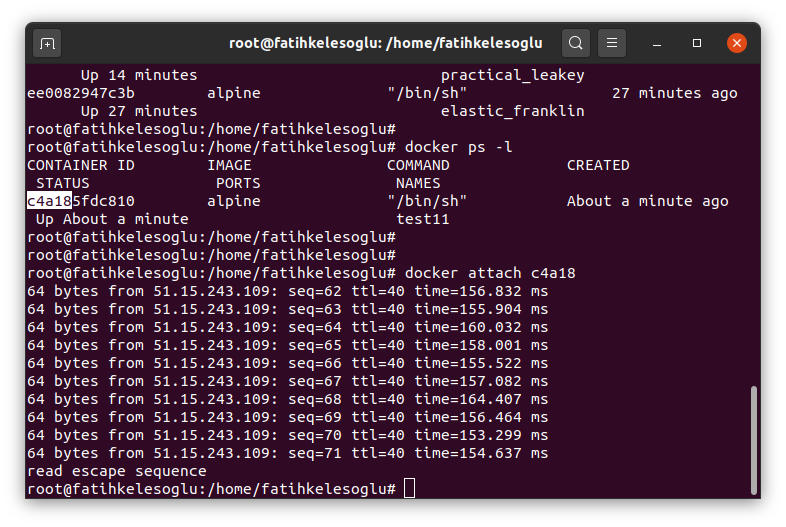 root@fatihkelesoglu: /home/fatihkelesoglu
Up 14 minutes practical_leakey
ee0082947c3b alpine "/bin/sh" 27 minutes ago
Up 27 minutes elastic_franklin
root@fatihkelesoglu:/home/fatihkelesoglu#
root@fatihkelesoglu:/home/fatihkelesoglu# docker ps -l
CONTAINER ID IMAGE COMMAND CREATED
STATUS PORTS NAMES
c4a185fdc810 alpine "/bin/sh" About a minute ago
Up About a minute test11
root@fatihkelesoglu:/home/fatihkelesoglu#
root@fatihkelesoglu:/home/fatihkelesoglu#
root@fatihkelesoglu:/home/fatihkelesoglu# docker attach c4a18
64 bytes from 51.15.243.109: seq=62 ttl=40 time=156.832 ms
64 bytes from 51.15.243.109: seq=63 ttl=40 time=155.904 ms
64 bytes from 51.15.243.109: seq=64 ttl=40 time=160.032 ms
64 bytes from 51.15.243.109: seq=65 ttl=40 time=158.001 ms
64 bytes from 51.15.243.109: seq=66 ttl=40 time=155.522 ms
64 bytes from 51.15.243.109: seq=67 ttl=40 time=157.082 ms
64 bytes from 51.15.243.109: seq=68 ttl=40 time=164.407 ms
64 bytes from 51.15.243.109: seq=69 ttl=40 time=156.464 ms
64 bytes from 51.15.243.109: seq=70 ttl=40 time=153.299 ms
64 bytes from 51.15.243.109: seq=71 ttl=40 time=154.637 ms
read escape sequence
root@fatihkelesoglu:/home/fatihkelesoglu#